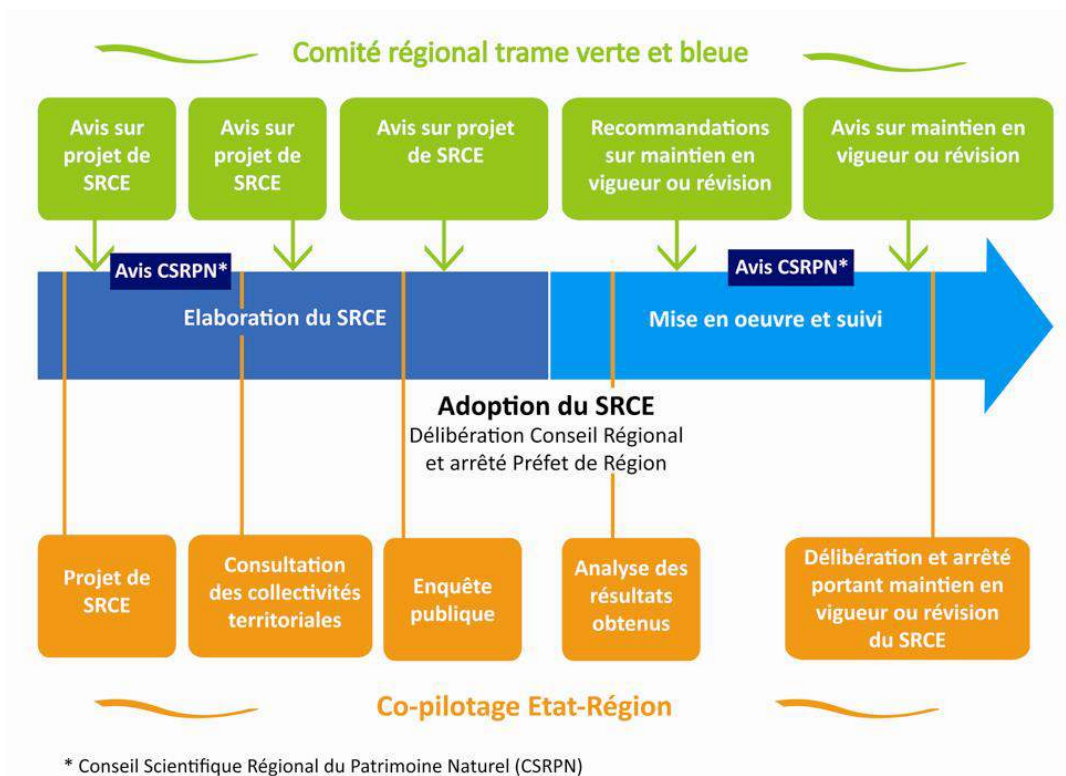 Comité régional trame verte et bleue
Avis sur
projet de
SRCE
Avis sur
projet de
SRCE
Avis sur projet
de SRCE
Recommandations
sur maintien en
vigueur ou révision
Avis sur maintien en
vigueur ou révision
Avis CSRPN*
Avis CSRPN*
Elaboration du SRCE
Mise en oeuvre et suivi
Adoption du SRCE
Délibération Conseil Régional
et arrêté Préfet de Région
Projet de
SRCE
Consultation
des collectivités
territoriales
Enquête
publique
Analyse des
résultats
obtenus
Délibération et arrêté
portant maintien en
vigueur ou révision
du SRCE
Co-pilotage Etat-Région
* Conseil Scientifique Régional du Patrimoine Naturel (CSRPN)